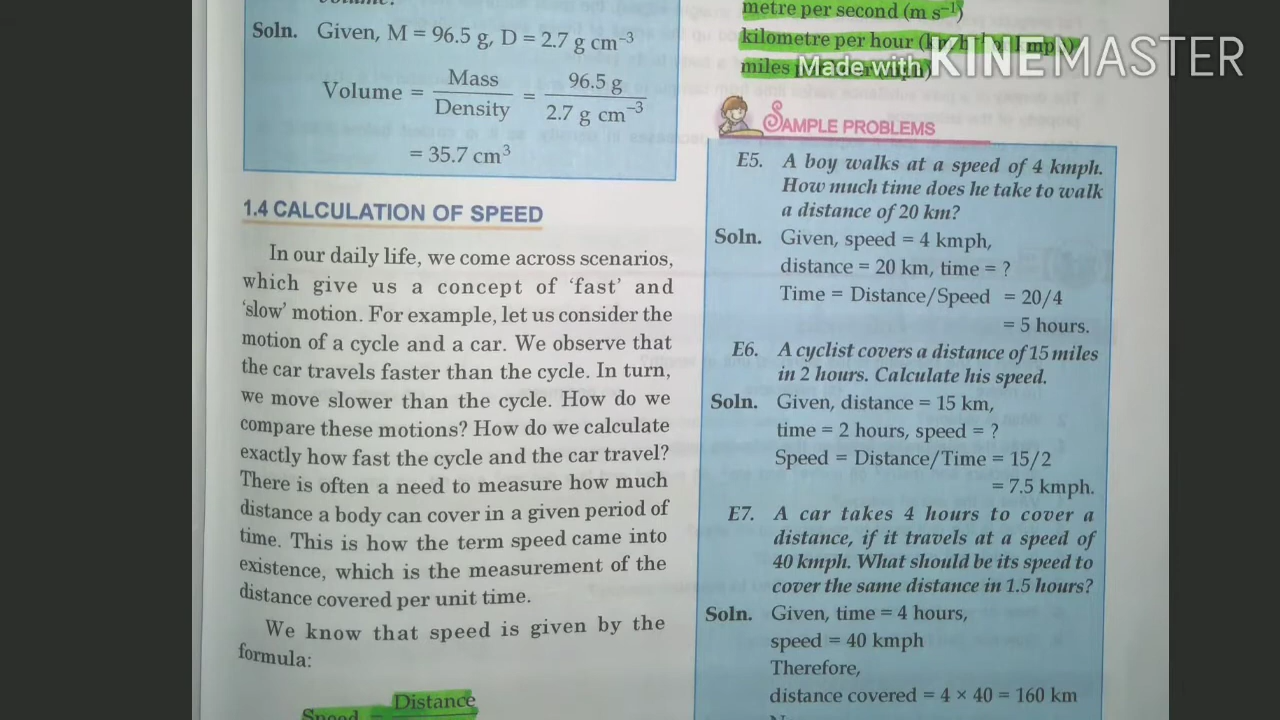 Soln. Given, M = 96.5 g, D = 2.7 g cm⁻³
Volume = Mass / Density = 96.5 g / 2.7 g cm⁻³
= 35.7 cm³
1.4 CALCULATION OF SPEED
In our daily life, we come across scenarios,
which give us a concept of 'fast' and
'slow' motion. For example, let us consider the
motion of a cycle and a car. We observe that
the car travels faster than the cycle. In turn,
we move slower than the cycle. How do we
compare these motions? How do we calculate
exactly how fast the cycle and the car travel?
There is often a need to measure how much
distance a body can cover in a given period of
time. This is how the term speed came into
existence, which is the measurement of the
distance covered per unit time.
We know that speed is given by the
formula:
Speed = Distance
metre per second (m s⁻¹)
kilometre per hour
miles
Made with KINEMASTER
SAMPLE PROBLEMS
E5. A boy walks at a speed of 4 kmph.
How much time does he take to walk
a distance of 20 km?
Soln. Given, speed = 4 kmph,
distance = 20 km, time = ?
Time = Distance/Speed = 20/4
= 5 hours.
E6. A cyclist covers a distance of 15 miles
in 2 hours. Calculate his speed.
Soln. Given, distance = 15 km,
time = 2 hours, speed = ?
Speed = Distance/Time = 15/2
= 7.5 kmph.
E7. A car takes 4 hours to cover a
distance, if it travels at a speed of
40 kmph. What should be its speed to
cover the same distance in 1.5 hours?
Soln. Given, time = 4 hours,
speed = 40 kmph
Therefore,
distance covered = 4 × 40 = 160 km